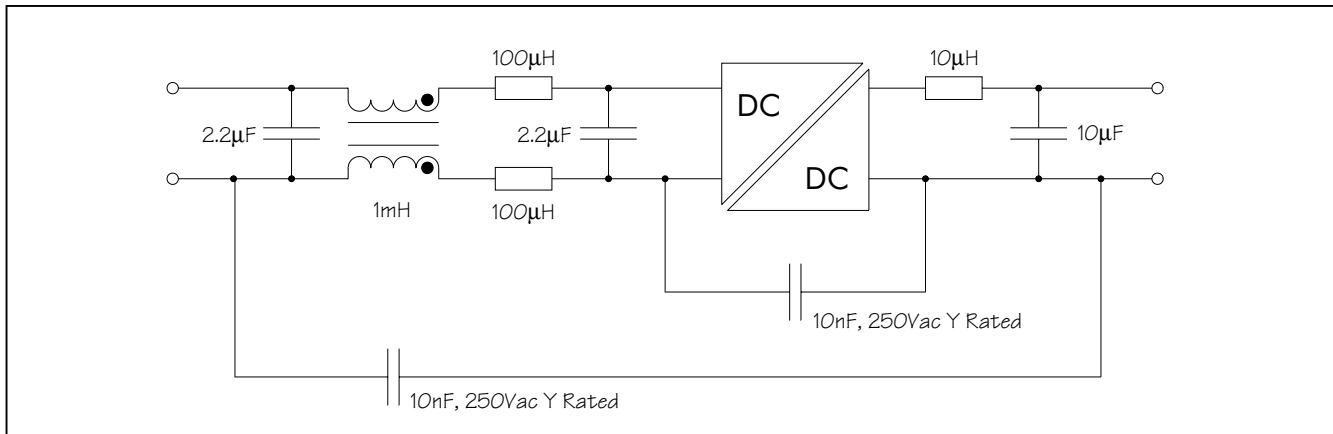 100μH
10μH
2.2μF
2.2μF
DC
DC
10μF
1mH
100μH
10nF, 250Vac Y Rated
10nF, 250Vac Y Rated